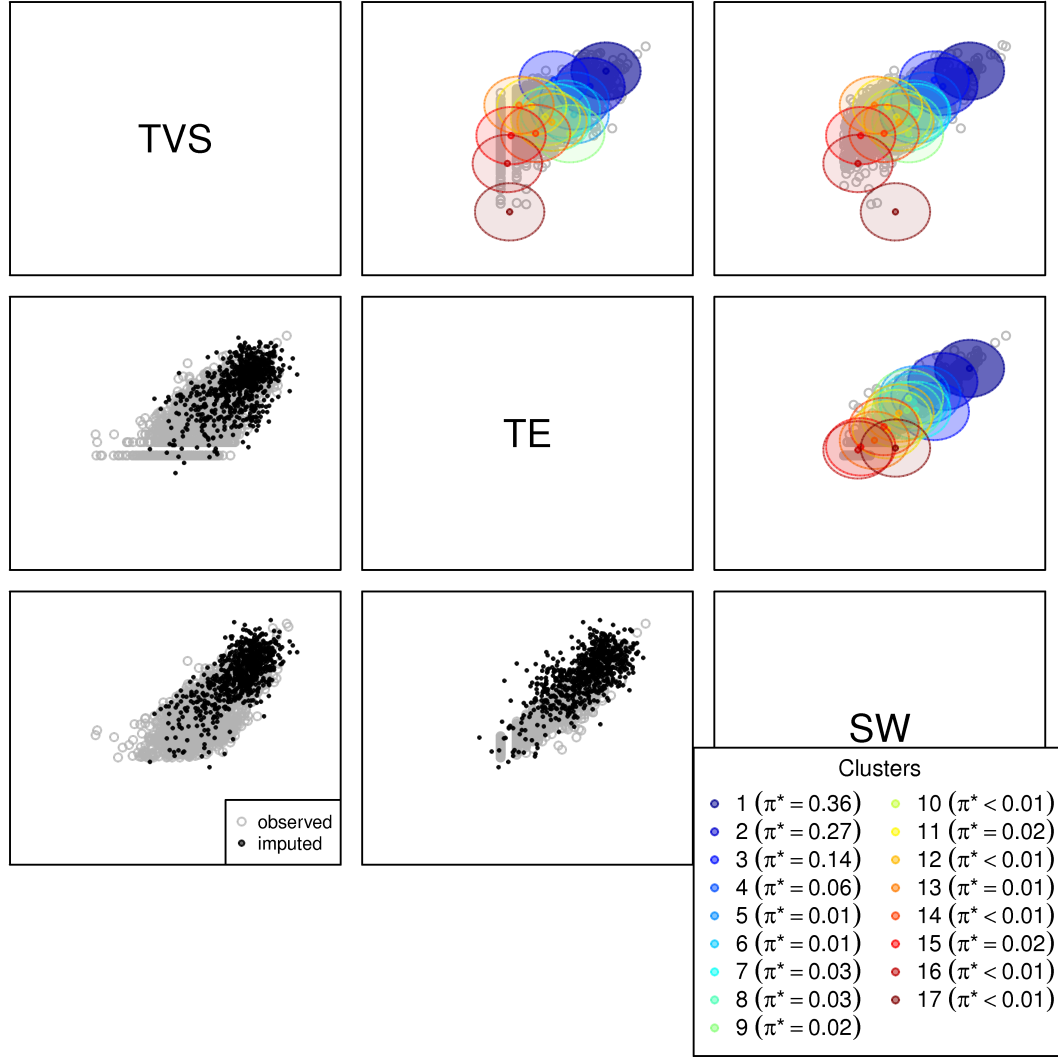 TVS
TE
SW
observed
imputed
Clusters
1 (π* = 0.36)
2 (π* = 0.27)
3 (π* = 0.14)
4 (π* = 0.06)
5 (π* = 0.01)
6 (π* = 0.01)
7 (π* = 0.03)
8 (π* = 0.03)
9 (π* = 0.02)
10 (π* < 0.01)
11 (π* = 0.02)
12 (π* < 0.01)
13 (π* = 0.01)
14 (π* < 0.01)
15 (π* = 0.02)
16 (π* < 0.01)
17 (π* < 0.01)